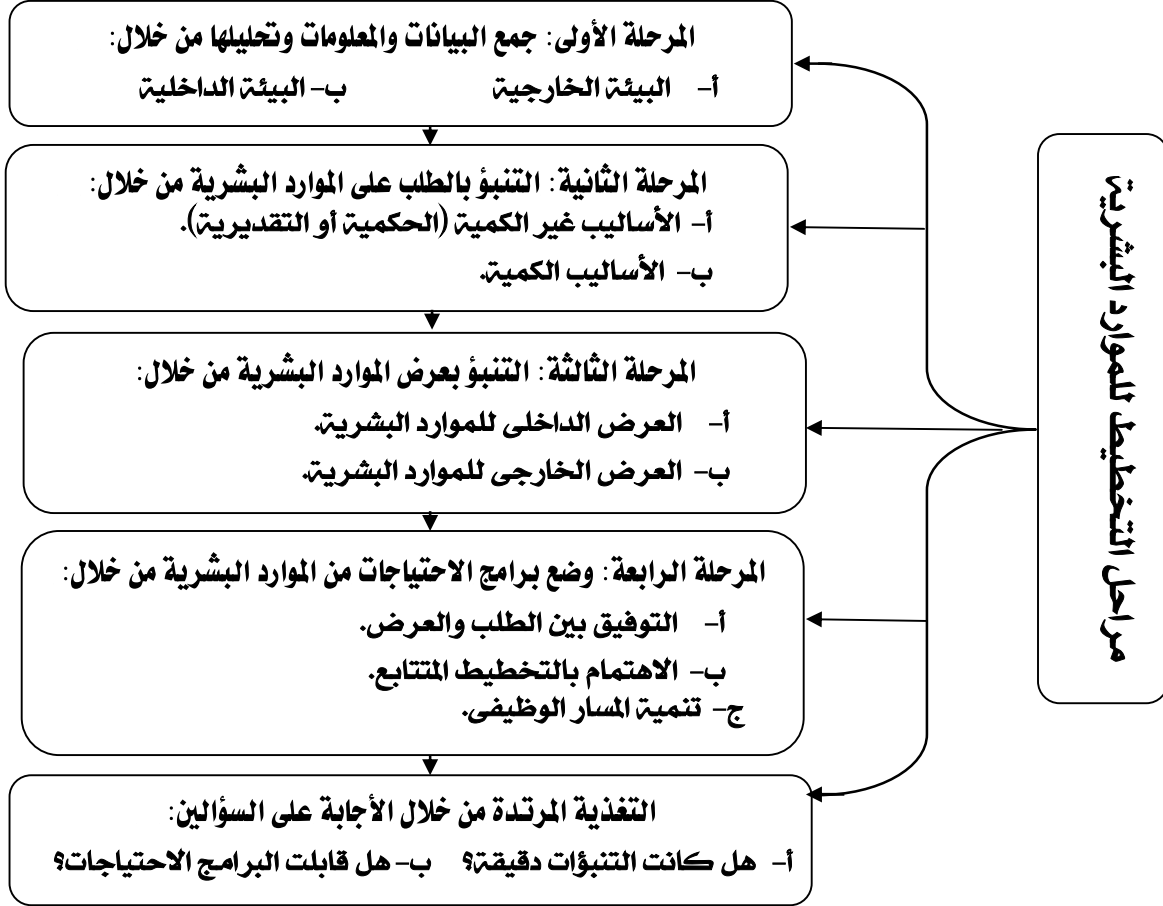 مراحل التخطيط للموارد البشرية
المرحلة الأولى: جمع البيانات والمعلومات وتحليلها من خلال:
أ- البيئة الخارجية ب- البيئة الداخلية
المرحلة الثانية: التنبؤ بالطلب على الموارد البشرية من خلال:
أ- الأساليب غير الكمية (الحكمية أو التقديرية).
ب- الأساليب الكمية.
المرحلة الثالثة: التنبؤ بعرض الموارد البشرية من خلال:
أ- العرض الداخلى للموارد البشرية.
ب- العرض الخارجى للموارد البشرية.
المرحلة الرابعة: وضع برامج الاحتياجات من الموارد البشرية من خلال:
أ- التوفيق بين الطلب والعرض.
ب- الاهتمام بالتخطيط المتتابع.
ج- تنمية المسار الوظيفى.
التغذية المرتدة من خلال الأجابة على السؤالين:
أ- هل كانت التنبؤات دقيقة؟ ب- هل قابلت البرامج الاحتياجات؟